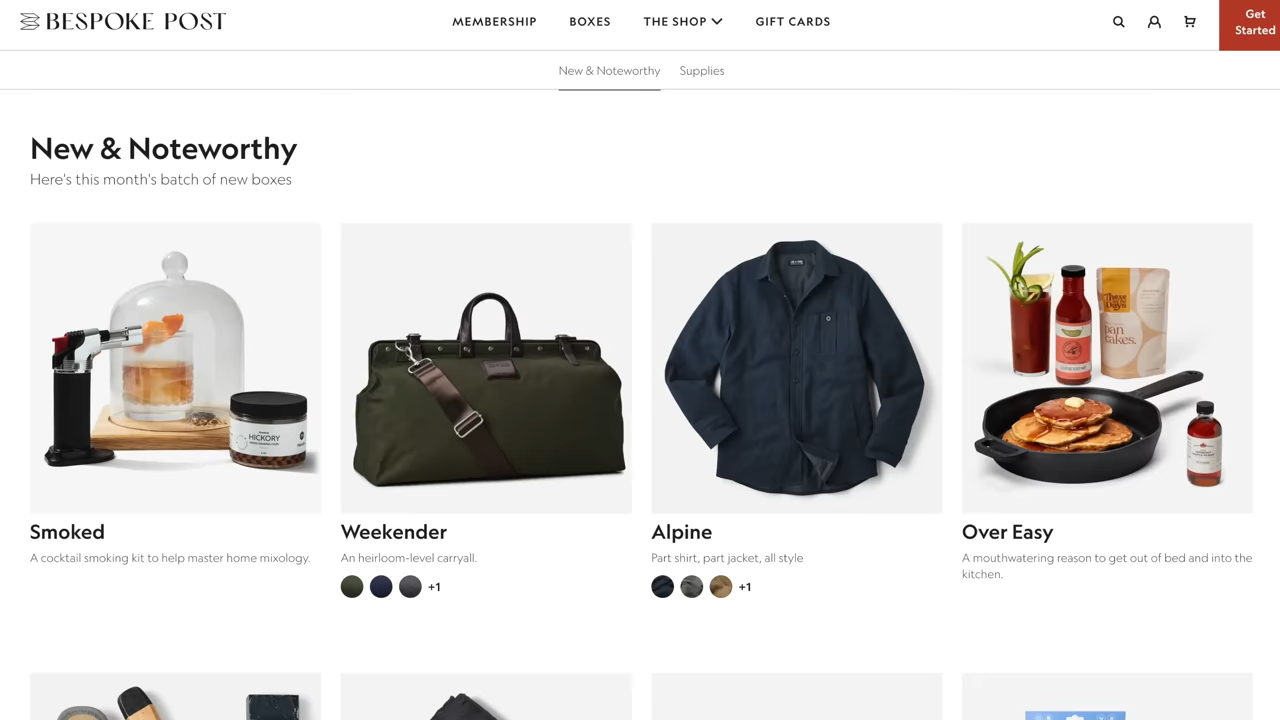 BESPOKE POST
MEMBERSHIP
BOXES
THE SHOP
GIFT CARDS
Get
Started
New & Noteworthy
Supplies
New & Noteworthy
Here's this month's batch of new boxes
HICKORY
pan
cakes.
Smoked
A cocktail smoking kit to help master home mixology.
Weekender
An heirloom-level carryall.
+1
Alpine
Part shirt, part jacket, all style
+1
Over Easy
A mouthwatering reason to get out of bed and into the
kitchen.